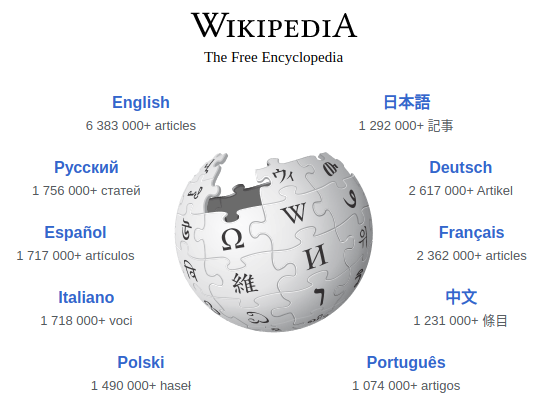 WIKIPEDIA
The Free Encyclopedia
English
6 383 000+ articles
日本語
1 292 000+ 記事
Русский
1 756 000+ статей
Deutsch
2 617 000+ Artikel
Español
1 717 000+ artículos
Français
2 362 000+ articles
Italiano
1 718 000+ voci
中文
1 231 000+ 條目
Polski
1 490 000+ haseł
Português
1 074 000+ artigos
ウィ
W
Ω
И
維